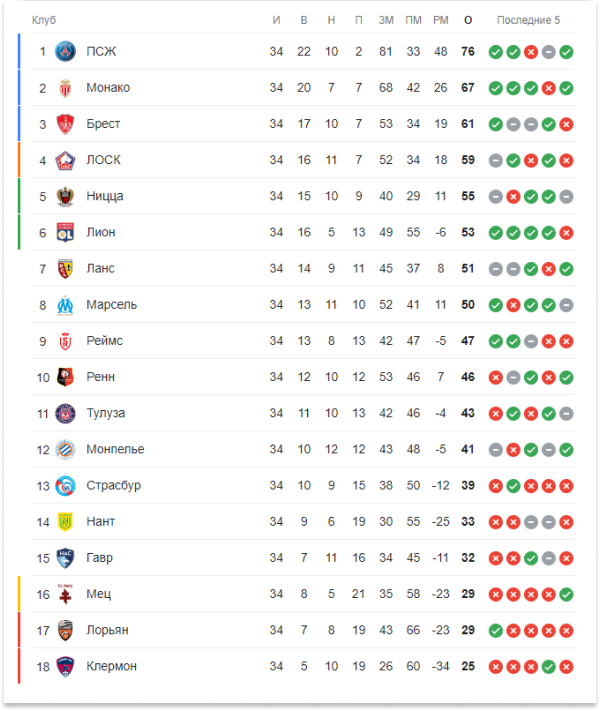 Клуб И В Н П ЗМ ПМ РМ О Последние 5
1 ПСЖ 34 22 10 2 81 33 48 76
2 Монако 34 20 7 7 68 42 26 67
3 Брест 34 17 10 7 53 34 19 61
4 ЛОСК 34 16 11 7 52 34 18 59
5 Ницца 34 15 10 9 40 29 11 55
6 Лион 34 16 5 13 49 55 -6 53
7 Ланс 34 14 9 11 45 37 8 51
8 Марсель 34 13 11 10 52 41 11 50
9 Реймс 34 13 8 13 42 47 -5 47
10 Ренн 34 12 10 12 53 46 7 46
11 Тулуза 34 11 10 13 42 46 -4 43
12 Монпелье 34 10 12 12 43 48 -5 41
13 Страсбур 34 10 9 15 38 50 -12 39
14 Нант 34 9 6 19 30 55 -25 33
15 Гавр 34 7 11 16 34 45 -11 32
16 Мец 34 8 5 21 35 58 -23 29
17 Лорьян 34 7 8 19 43 66 -23 29
18 Клермон 34 5 10 19 26 60 -34 25